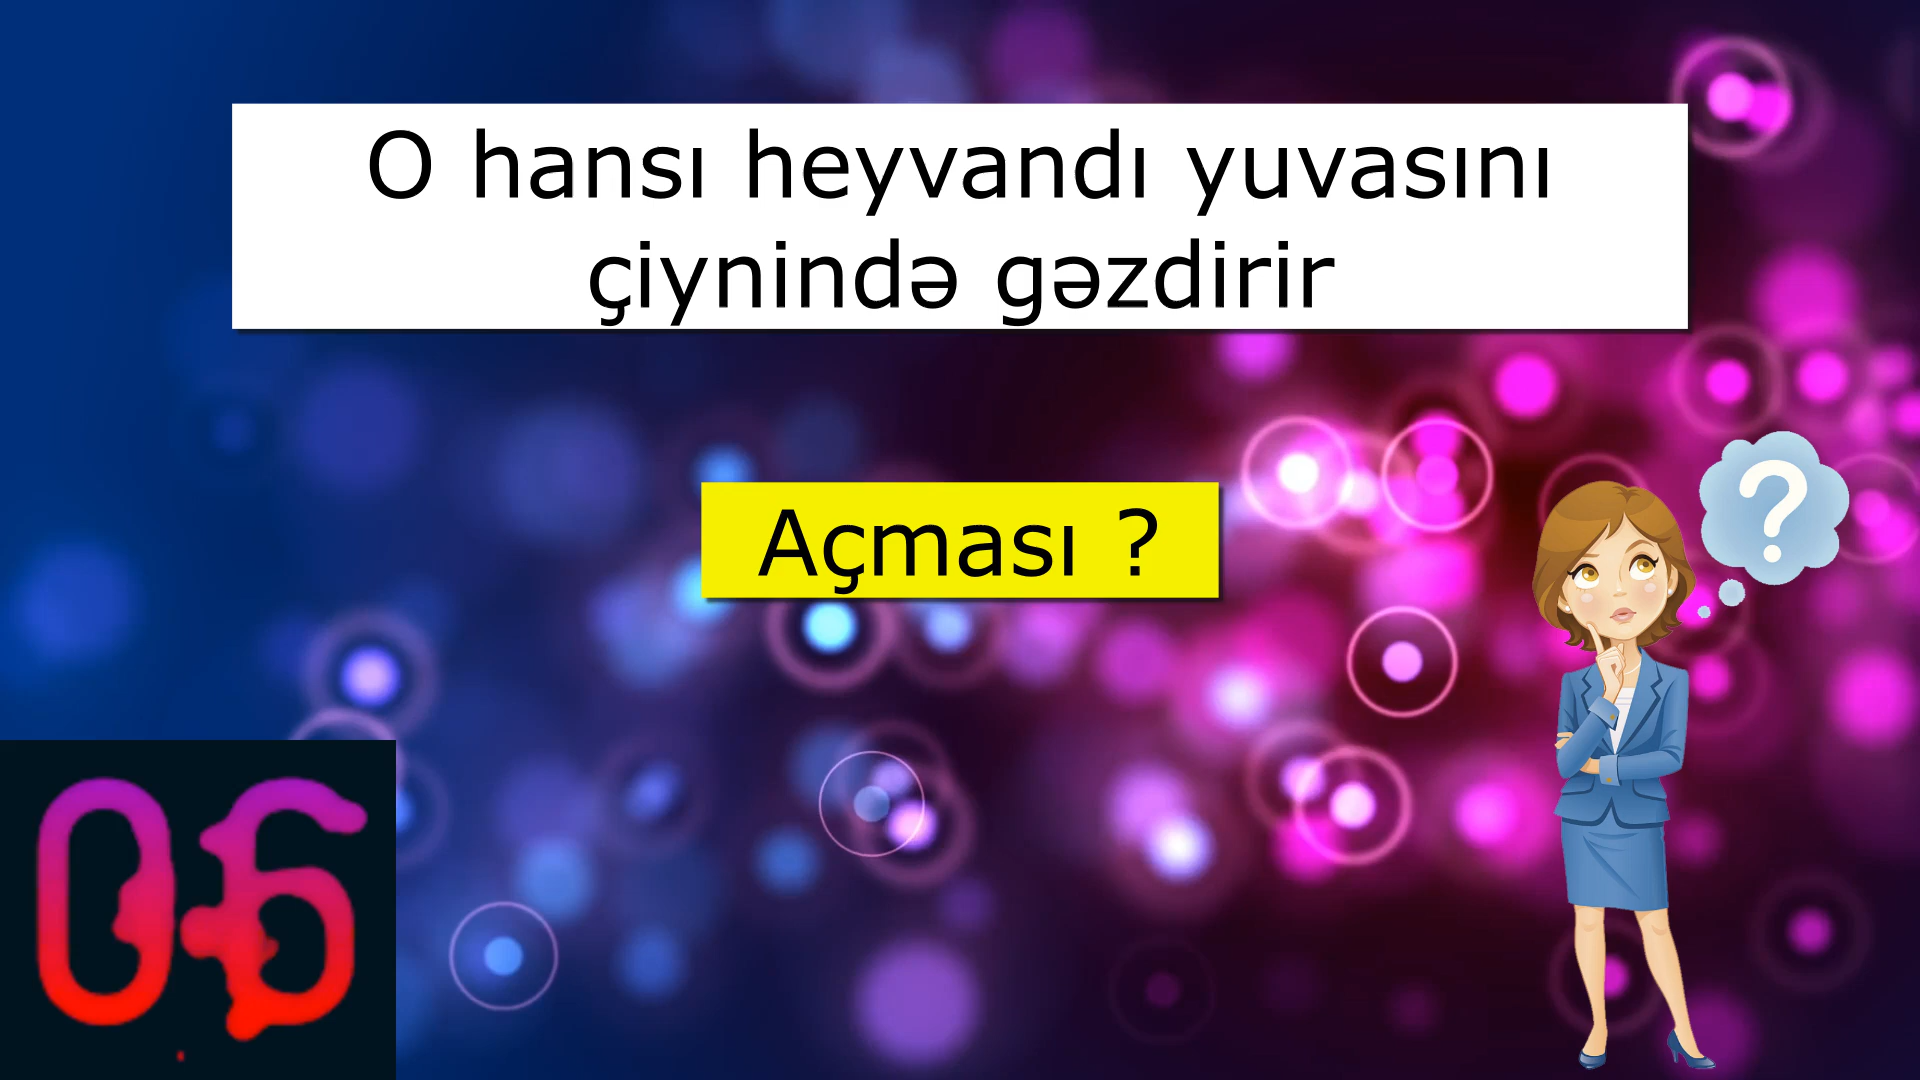 O hansı heyvandı yuvasını
çiynində gəzdirir
Açması ?
?
06